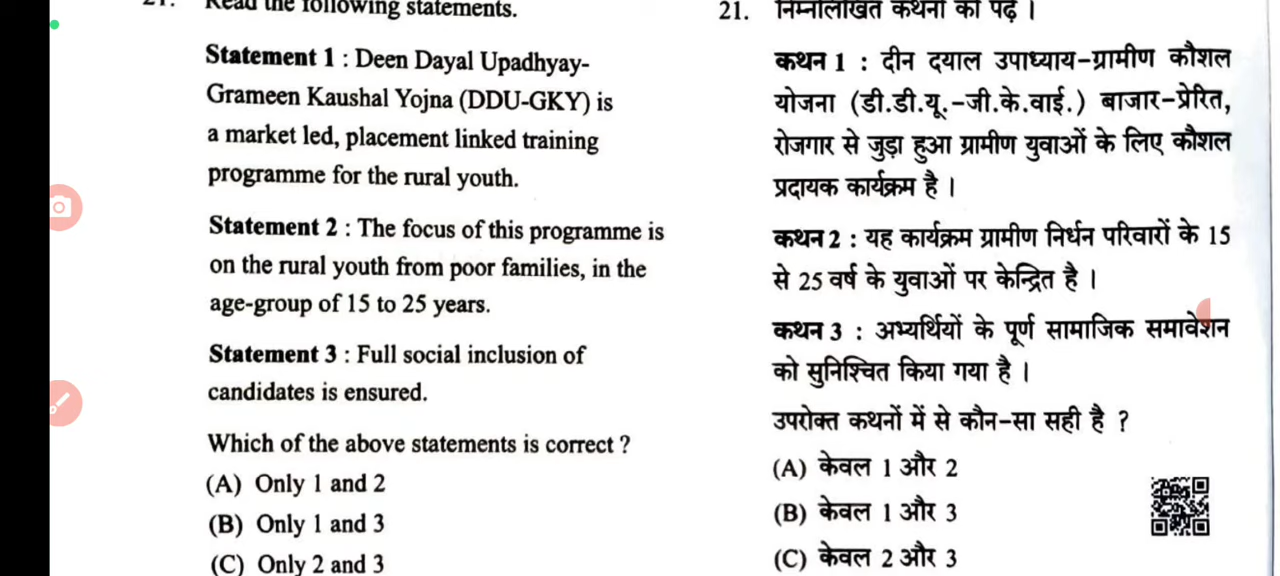 21. Read the following statements.
Statement 1 : Deen Dayal Upadhyay-
Grameen Kaushal Yojna (DDU-GKY) is
a market led, placement linked training
programme for the rural youth.
Statement 2 : The focus of this programme is
on the rural youth from poor families, in the
age-group of 15 to 25 years.
Statement 3 : Full social inclusion of
candidates is ensured.
Which of the above statements is correct ?
(A) Only 1 and 2
(B) Only 1 and 3
(C) Only 2 and 3
21. निम्नलिखित कथनों को पढ़ें ।
कथन 1 : दीन दयाल उपाध्याय-ग्रामीण कौशल
योजना (डी.डी.यू.-जी.के.वाई.) बाजार-प्रेरित,
रोजगार से जुड़ा हुआ ग्रामीण युवाओं के लिए कौशल
प्रदायक कार्यक्रम है ।
कथन 2 : यह कार्यक्रम ग्रामीण निर्धन परिवारों के 15
से 25 वर्ष के युवाओं पर केन्द्रित है ।
कथन 3 : अभ्यर्थियों के पूर्ण सामाजिक समावेशन
को सुनिश्चित किया गया है ।
उपरोक्त कथनों में से कौन-सा सही है ?
(A) केवल 1 और 2
(B) केवल 1 और 3
(C) केवल 2 और 3